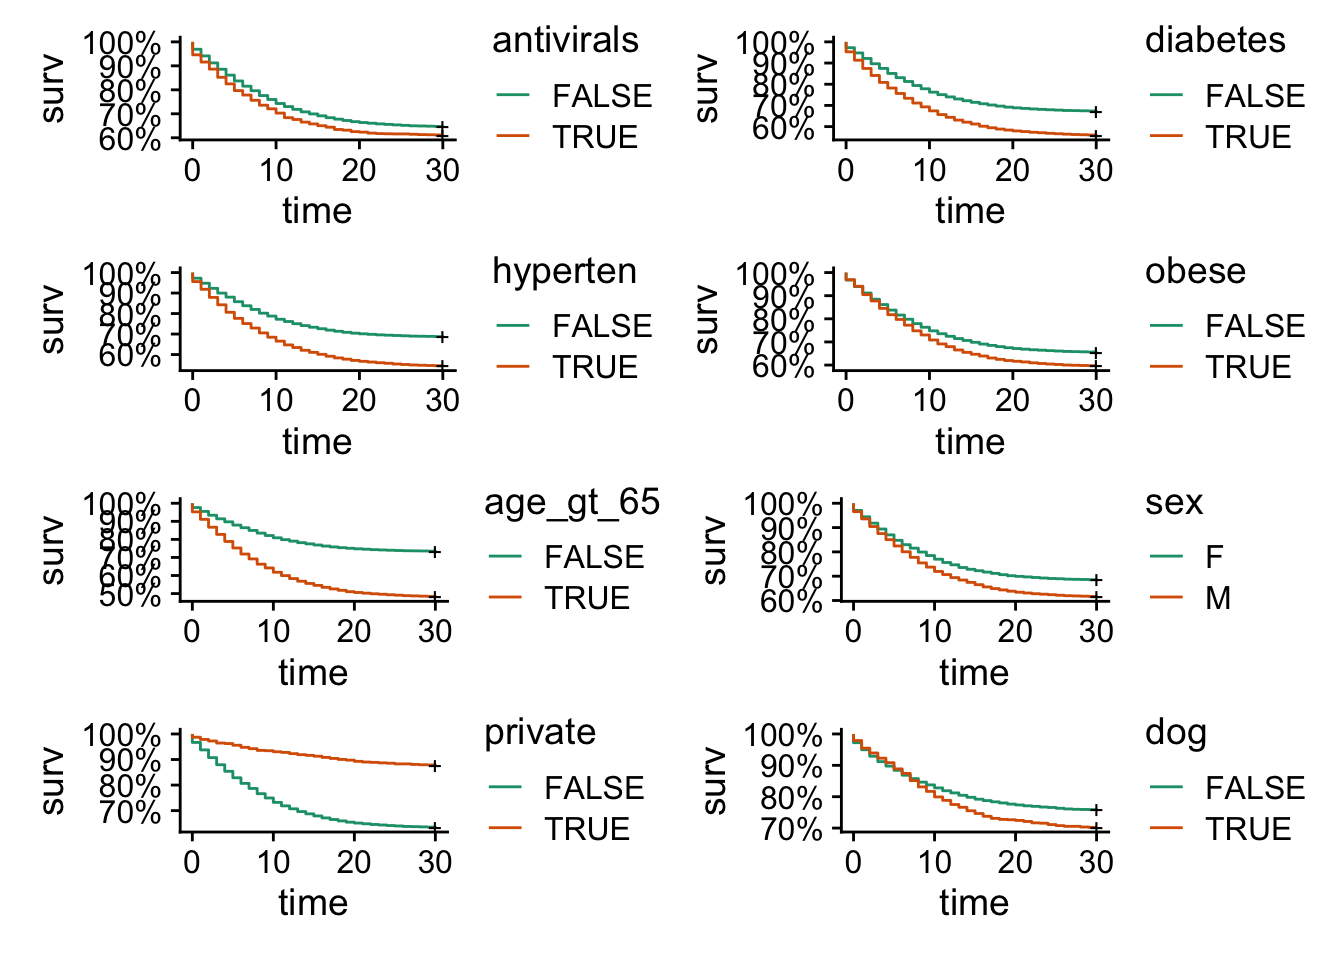 antivirals
surv
100%
90%
80%
70%
60%
FALSE
TRUE
0 10 20 30
time
diabetes
surv
100%
90%
80%
70%
60%
FALSE
TRUE
0 10 20 30
time
hyperten
surv
100%
90%
80%
70%
60%
FALSE
TRUE
0 10 20 30
time
obese
surv
100%
90%
80%
70%
60%
FALSE
TRUE
0 10 20 30
time
age_gt_65
surv
100%
90%
80%
70%
60%
50%
FALSE
TRUE
0 10 20 30
time
sex
surv
100%
90%
80%
70%
60%
F
M
0 10 20 30
time
private
surv
100%
90%
80%
70%
FALSE
TRUE
0 10 20 30
time
dog
surv
100%
90%
80%
70%
FALSE
TRUE
0 10 20 30
time